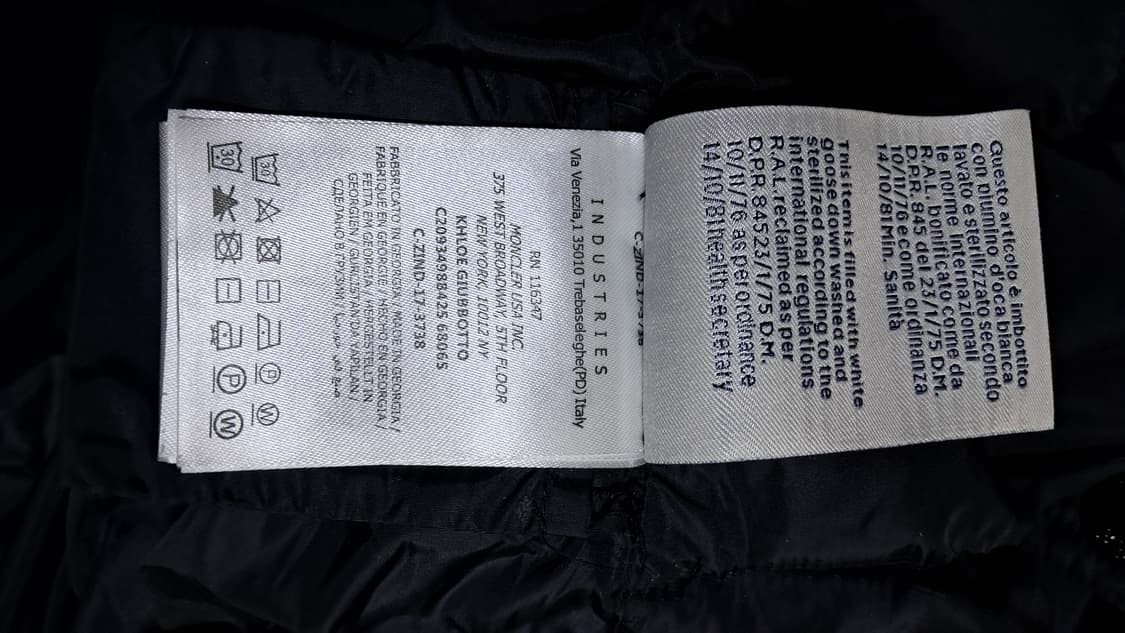 Questo articolo è imbottito
con piumino d'oca bianca
lavato e sterilizzato secondo
le norme internazionali
R.A.L. bonificato come da
D.P.R. 845 del 23/1/75 D.M.
10/11/76 e come ordinanza
14/10/81 Min. Sanità
This item is filled with white
goose down washed and
sterilized according to the
international regulations
R.A.L. reclaimed as per
D.P.R. 845 23/1/75 D.M.
10/11/76 as per ordinance
14/10/81 health secretary
C-ZIND-17-3738
INDUSTRIES
Via Venezia,1 35010 Trebaseleghe(PD) Italy
RN 116347
MONCLER USA INC.
375 WEST BROADWAY, 5TH FLOOR
NEW YORK, 10012 NY
KHLOE GIUBBOTTO
C20934988425 68065
C.ZIND-17-3738
FABBRICATO IN GEORGIA / MADE IN GEORGIA /
FABRIQUE EN GEORGIE / HECHO EN GEORGIA /
FEITA EM GEORGIA / HERGESTELLT IN
GEORGIEN / GURCISTAN'DA YAPILAN /
СДЕЛАНО В ГРУЗИИ /
30
P
W
30
P
W